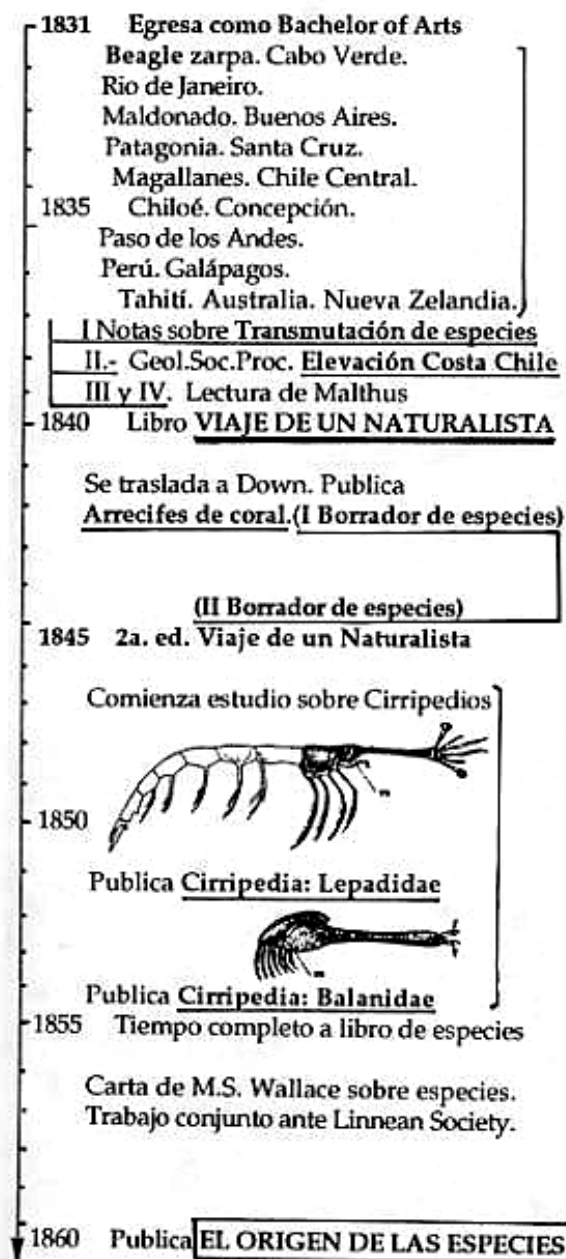 1831 Egresa como Bachelor of Arts
Beagle zarpa. Cabo Verde.
Rio de Janeiro.
Maldonado. Buenos Aires.
Patagonia. Santa Cruz.
Magallanes. Chile Central.
1835 Chiloé. Concepción.
Paso de los Andes.
Perú. Galápagos.
Tahití. Australia. Nueva Zelandia.
I Notas sobre Transmutación de especies
II.- Geol.Soc.Proc. Elevación Costa Chile
III y IV. Lectura de Malthus
1840 Libro VIAJE DE UN NATURALISTA
Se traslada a Down. Publica
Arrecifes de coral.(I Borrador de especies)
(II Borrador de especies)
1845 2a. ed. Viaje de un Naturalista
Comienza estudio sobre Cirripedios
1850
Publica Cirripedia: Lepadidae
Publica Cirripedia: Balanidae
1855 Tiempo completo a libro de especies
Carta de M.S. Wallace sobre especies.
Trabajo conjunto ante Linnean Society.
1860 Publica EL ORIGEN DE LAS ESPECIES